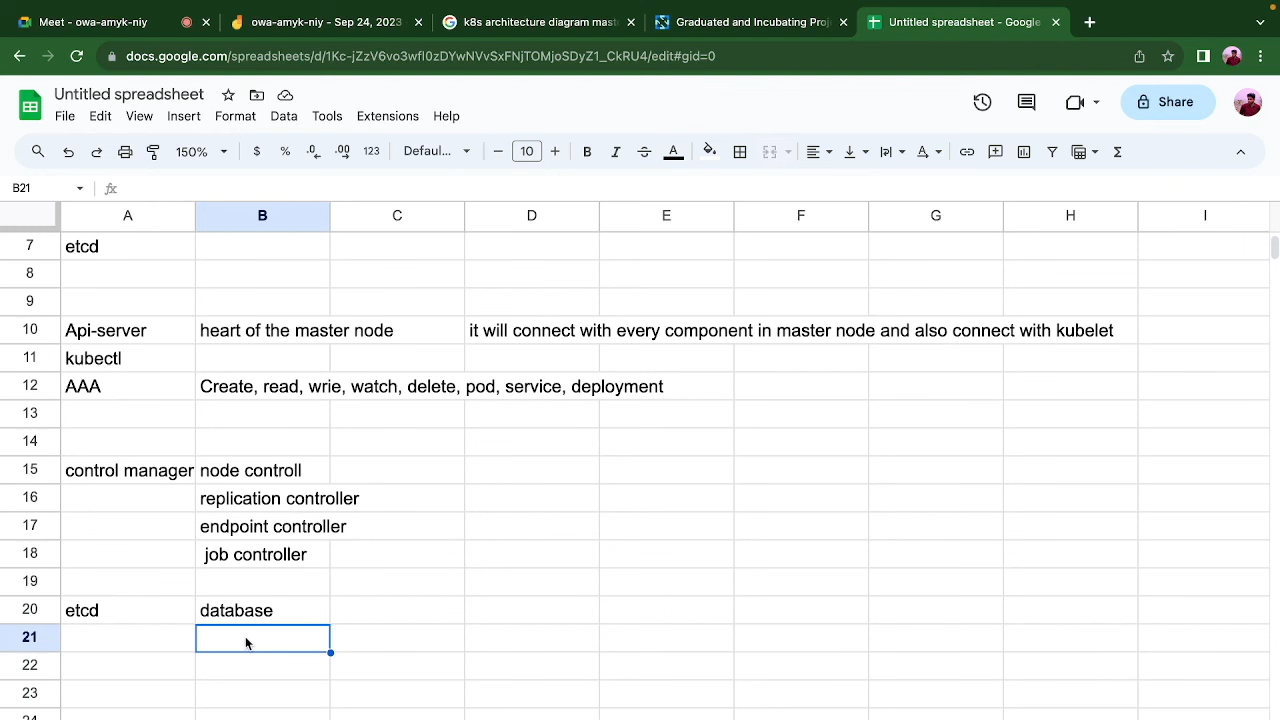 Meet - owa-amyk-niy
owa-amyk-niy - Sep 24, 2023
k8s architecture diagram mast
Graduated and Incubating Proj
Untitled spreadsheet - Google
docs.google.com/spreadsheets/d/1Kc-jZzV6vo3wfl0zDYwNVvSxFNjTOMjoSDyZ1_CkRU4/edit#gid=0
Untitled spreadsheet
File Edit View Insert Format Data Tools Extensions Help
Share
150% $ % .0 .00 123 Defaul... 10 B I S A
B21 fx
A B C D E F G H I
7 etcd
8
9
10 Api-server heart of the master node it will connect with every component in master node and also connect with kubelet
11 kubectl
12 AAA Create, read, wrie, watch, delete, pod, service, deployment
13
14
15 control manager node controll
16 replication controller
17 endpoint controller
18 job controller
19
20 etcd database
21
22
23
24